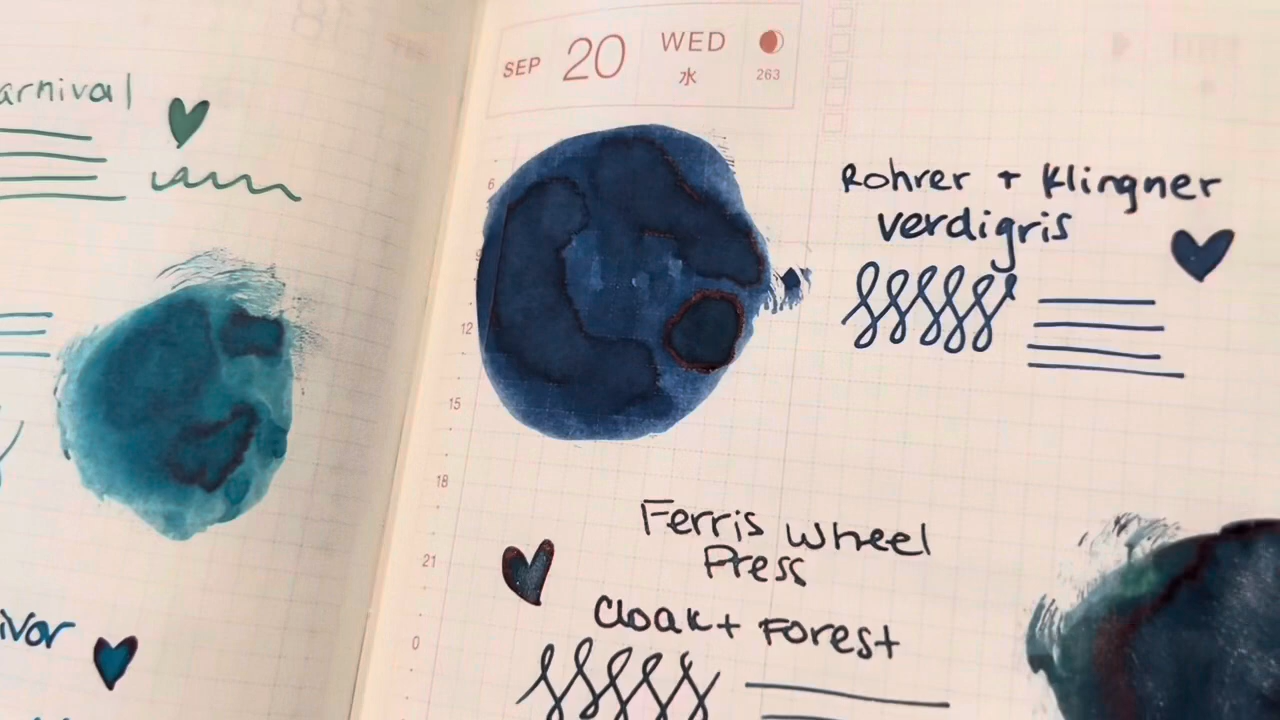 arnival
ivor
SEP 20 WED
水 263
6
9
12
15
18
21
0
Rohrer + Klingner
verdigris
Ferris Wheel
Press
Cloak + Forest